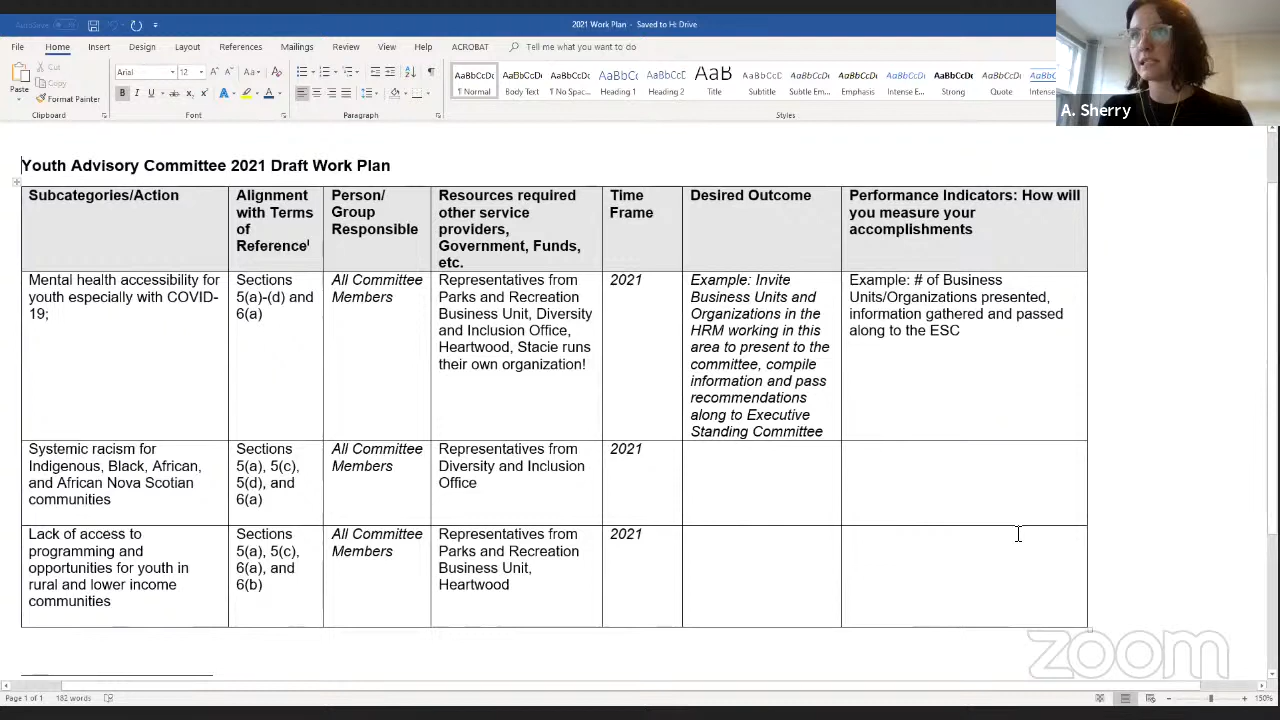 AutoSave
2021 Work Plan - Saved to H: Drive
File Home Insert Design Layout References Mailings Review View Help ACROBAT Tell me what you want to do
Paste
Cut
Copy
Format Painter
Clipboard
Arial
12
Font
Paragraph
¶ Normal
Body Text
¶ No Spac...
Heading 1
Heading 2
Title
Subtitle
Subtle Em...
Emphasis
Intense E...
Strong
Quote
Intense...
Styles
A. Sherry
Youth Advisory Committee 2021 Draft Work Plan
Subcategories/Action
Alignment
with Terms
of
Referenceⁱ
Person/
Group
Responsible
Resources required
other service
providers,
Government, Funds,
etc.
Time
Frame
Desired Outcome
Performance Indicators: How will
you measure your
accomplishments
Mental health accessibility for
youth especially with COVID-
19;
Sections
5(a)-(d) and
6(a)
All Committee
Members
Representatives from
Parks and Recreation
Business Unit, Diversity
and Inclusion Office,
Heartwood, Stacie runs
their own organization!
2021
Example: Invite
Business Units and
Organizations in the
HRM working in this
area to present to the
committee, compile
information and pass
recommendations
along to Executive
Standing Committee
Example: # of Business
Units/Organizations presented,
information gathered and passed
along to the ESC
Systemic racism for
Indigenous, Black, African,
and African Nova Scotian
communities
Sections
5(a), 5(c),
5(d), and
6(a)
All Committee
Members
Representatives from
Diversity and Inclusion
Office
2021
Lack of access to
programming and
opportunities for youth in
rural and lower income
communities
Sections
5(a), 5(c),
6(a), and
6(b)
All Committee
Members
Representatives from
Parks and Recreation
Business Unit,
Heartwood
2021
zoom
Page 1 of 1 182 words
150%